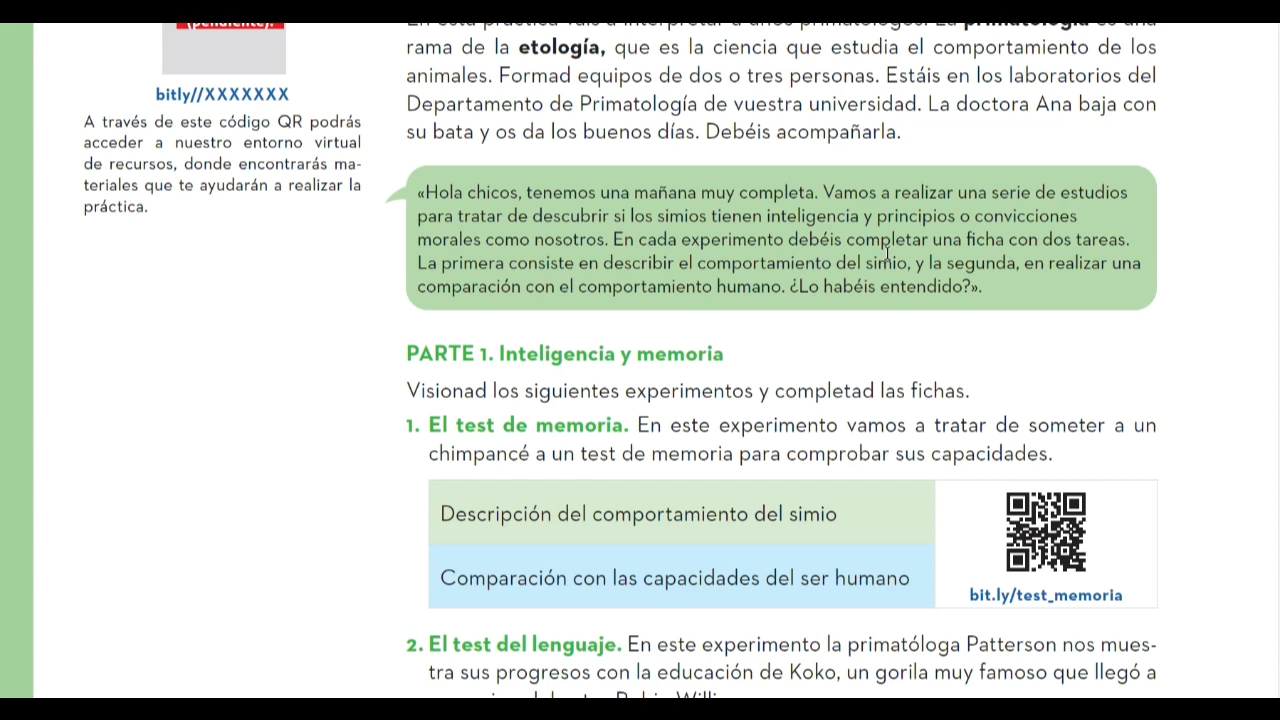 bitly//XXXXXXX
A través de este código QR podrás
acceder a nuestro entorno virtual
de recursos, donde encontrarás ma-
teriales que te ayudarán a realizar la
práctica.
rama de la etología, que es la ciencia que estudia el comportamiento de los
animales. Formad equipos de dos o tres personas. Estáis en los laboratorios del
Departamento de Primatología de vuestra universidad. La doctora Ana baja con
su bata y os da los buenos días. Debéis acompañarla.
«Hola chicos, tenemos una mañana muy completa. Vamos a realizar una serie de estudios
para tratar de descubrir si los simios tienen inteligencia y principios o convicciones
morales como nosotros. En cada experimento debéis completar una ficha con dos tareas.
La primera consiste en describir el comportamiento del simio, y la segunda, en realizar una
comparación con el comportamiento humano. ¿Lo habéis entendido?».
PARTE 1. Inteligencia y memoria
Visionad los siguientes experimentos y completad las fichas.
1. El test de memoria. En este experimento vamos a tratar de someter a un
chimpancé a un test de memoria para comprobar sus capacidades.
Descripción del comportamiento del simio
Comparación con las capacidades del ser humano
bit.ly/test_memoria
2. El test del lenguaje. En este experimento la primatóloga Patterson nos mues-
tra sus progresos con la educación de Koko, un gorila muy famoso que llegó a